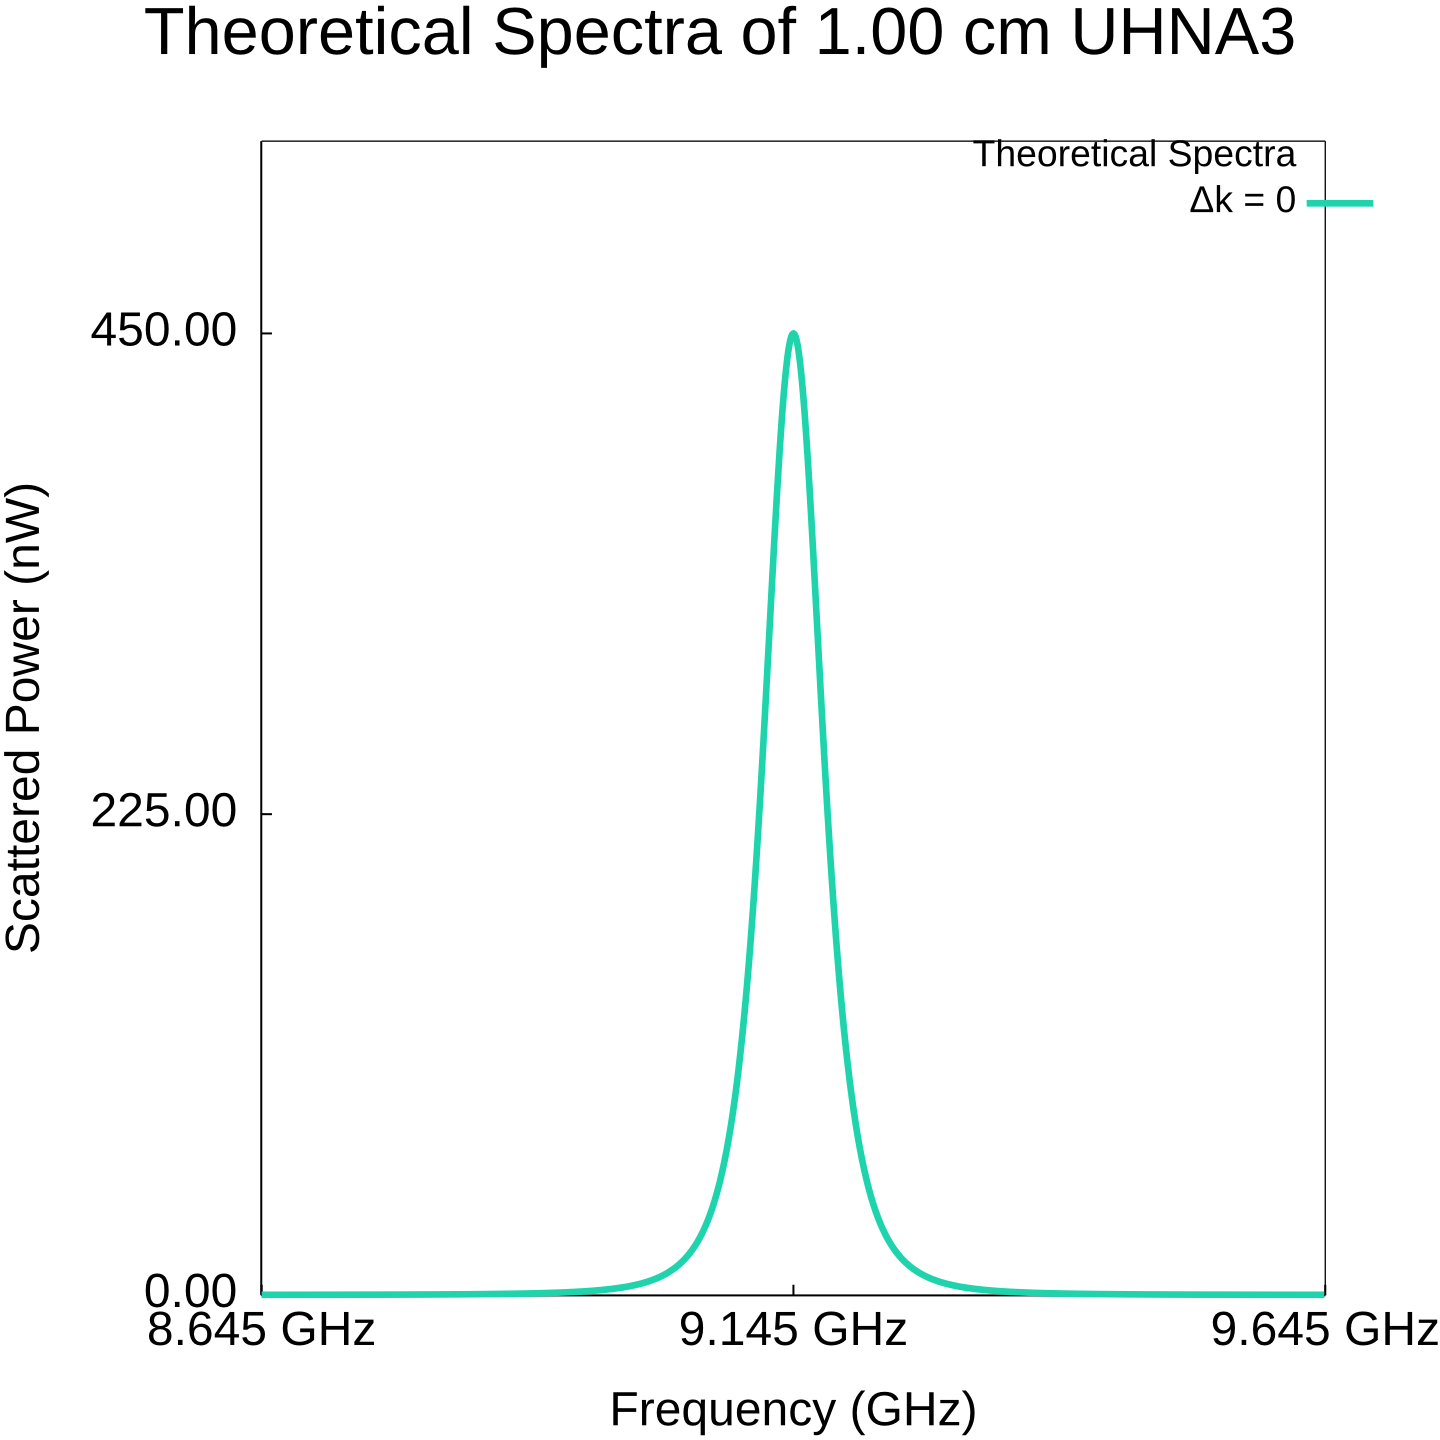 Theoretical Spectra of 1.00 cm UHNA3
Theoretical Spectra
Δk = 0
450.00
225.00
0.00
Scattered Power (nW)
8.645 GHz
9.145 GHz
9.645 GHz
Frequency (GHz)